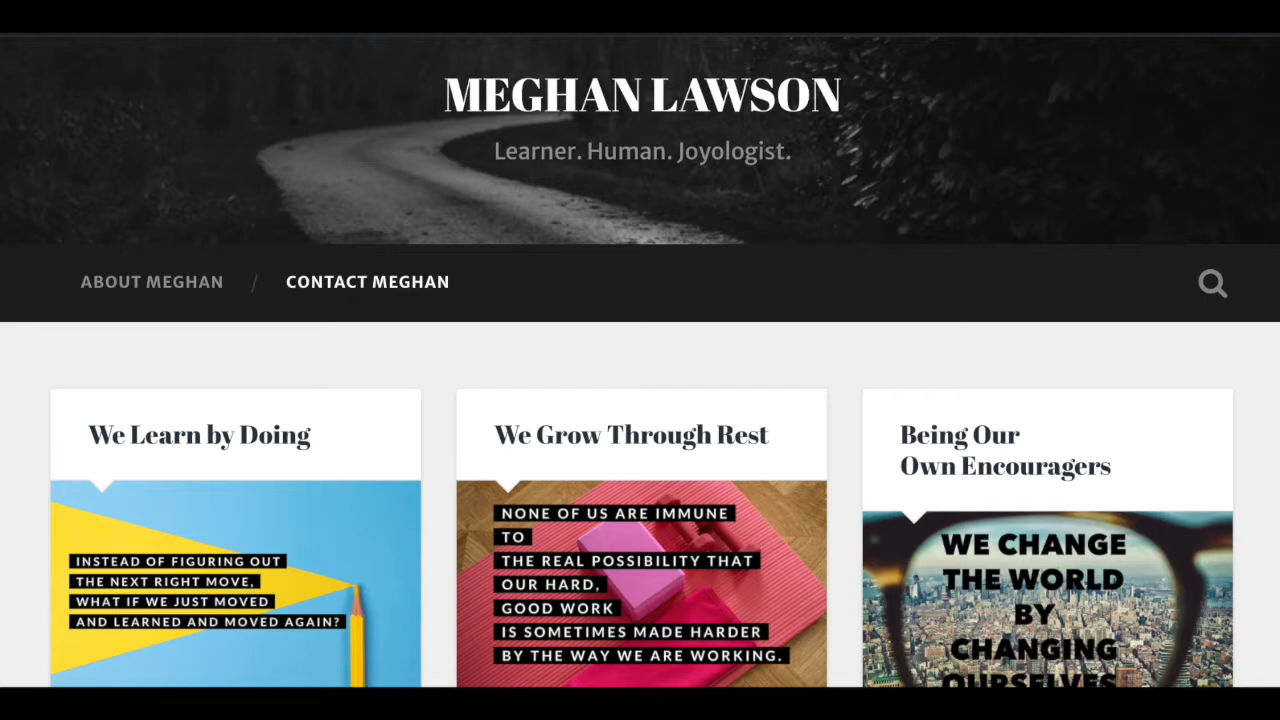 MEGHAN LAWSON
Learner. Human. Joyologist.
ABOUT MEGHAN / CONTACT MEGHAN
We Learn by Doing
INSTEAD OF FIGURING OUT
THE NEXT RIGHT MOVE,
WHAT IF WE JUST MOVED
AND LEARNED AND MOVED AGAIN?
We Grow Through Rest
NONE OF US ARE IMMUNE
TO
THE REAL POSSIBILITY THAT
OUR HARD,
GOOD WORK
IS SOMETIMES MADE HARDER
BY THE WAY WE ARE WORKING.
Being Our
Own Encouragers
WE CHANGE
THE WORLD
BY
CHANGING
OURSELVES